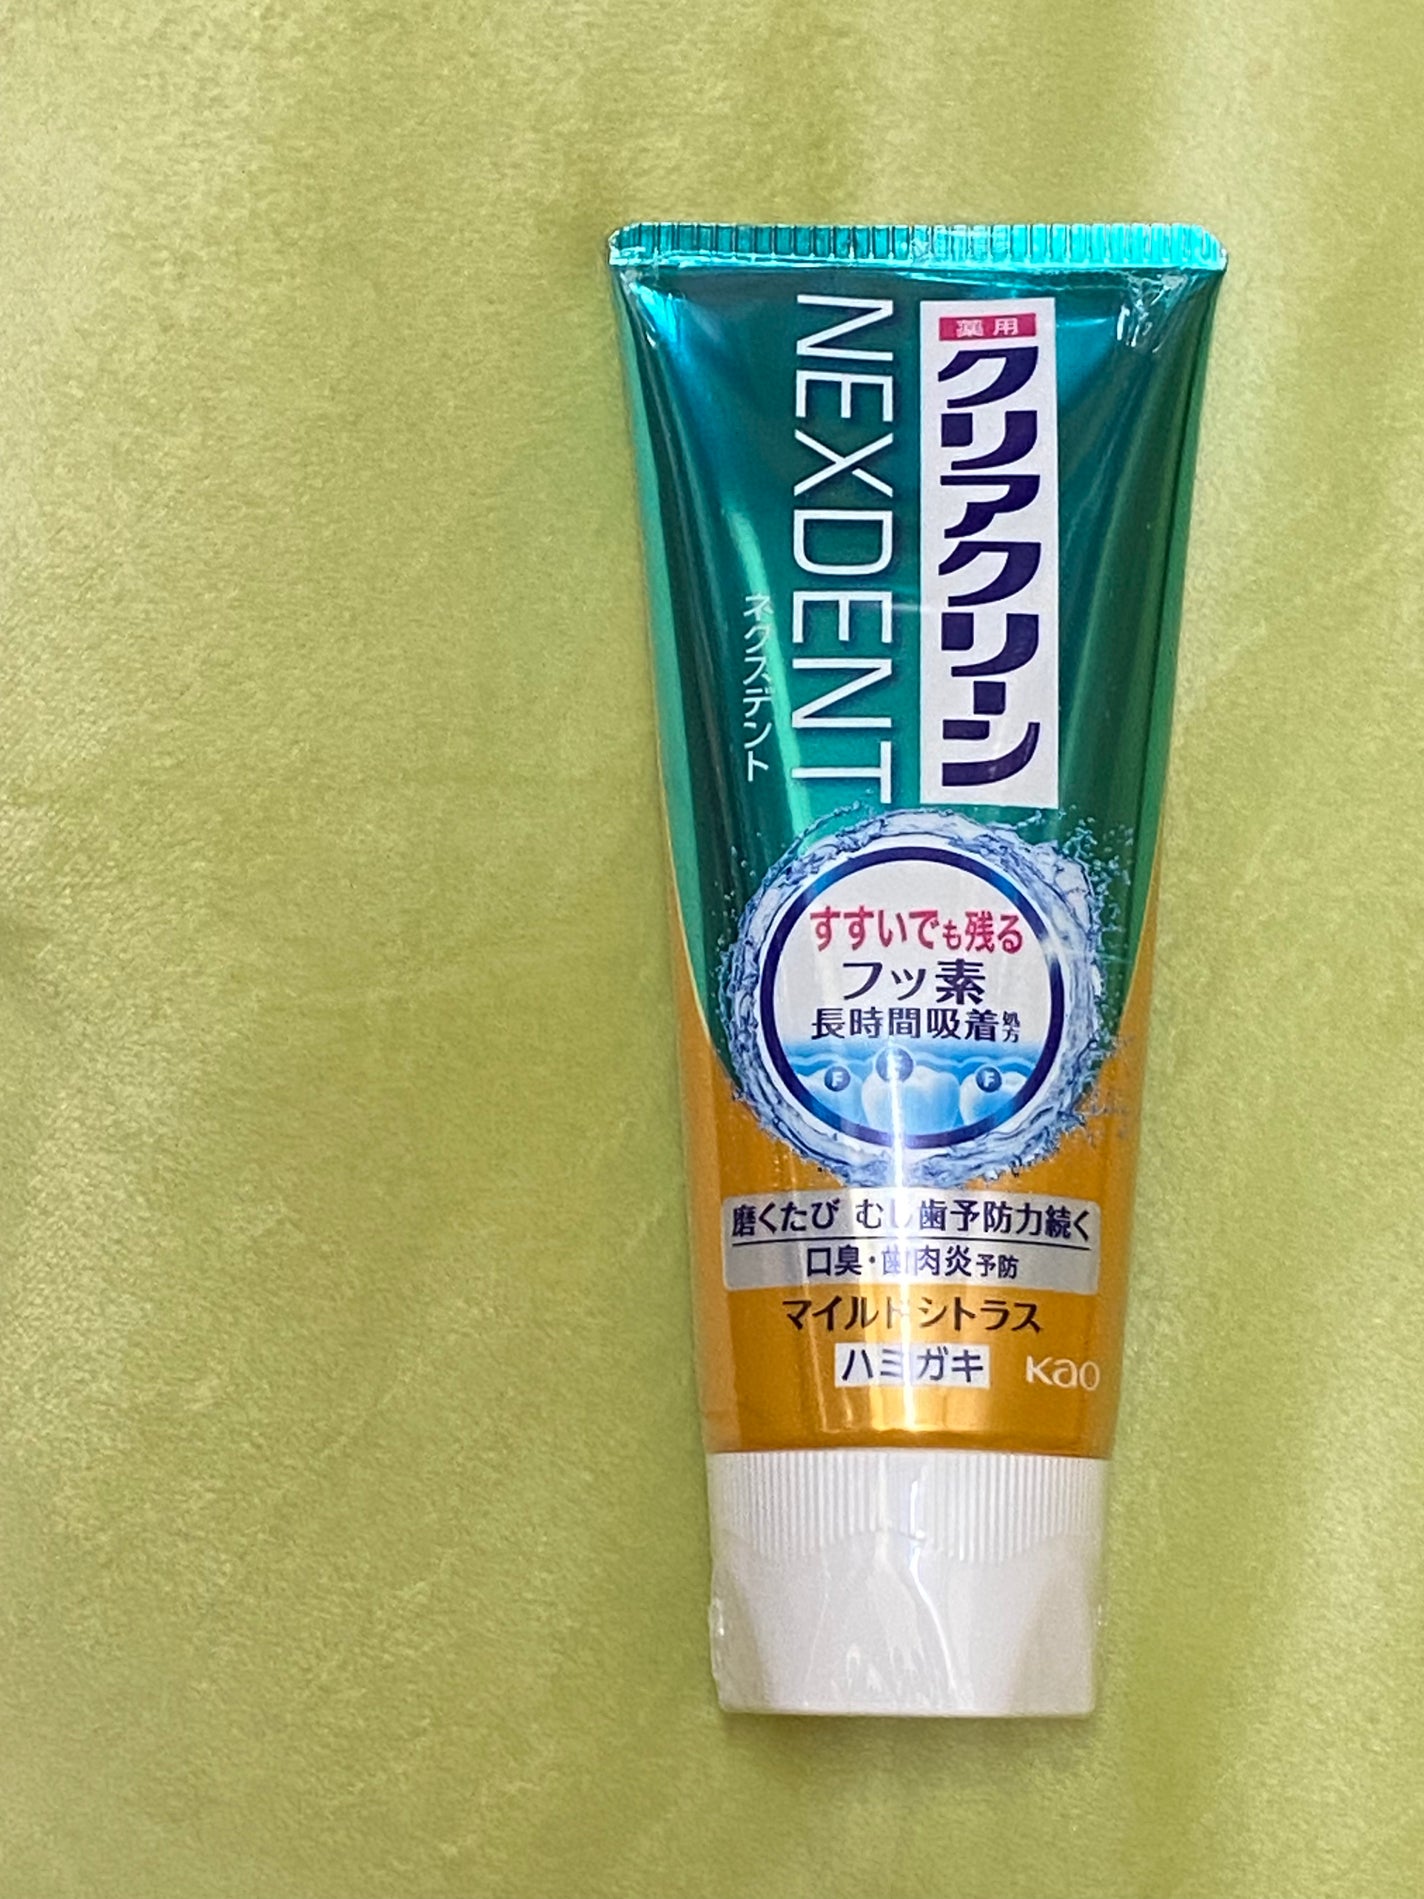 薬用
クリアクリーン
NEXDENT
ネクスデント
すすいでも残る
フッ素
長時間吸着処方
F F F
磨くたび むし歯予防力続く
口臭・歯肉炎予防
マイルドシトラス
ハミガキ
Kao